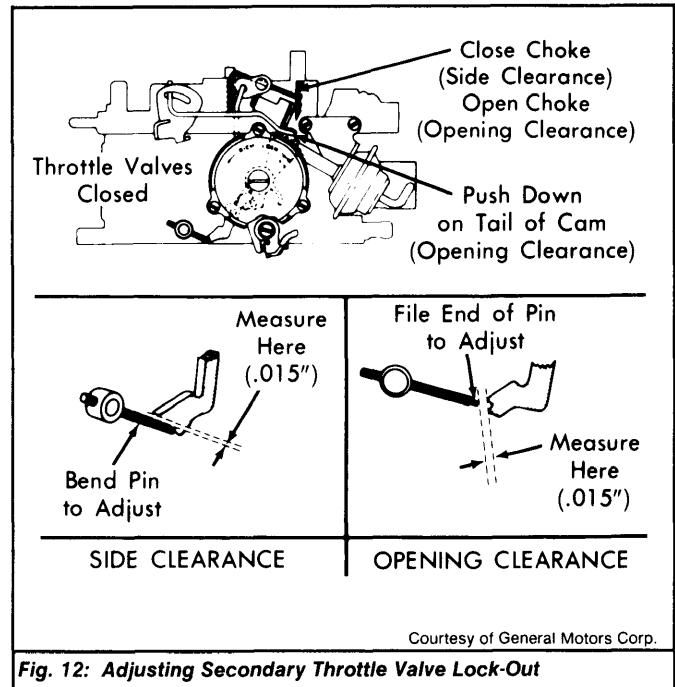 Close Choke
(Side Clearance)
Open Choke
(Opening Clearance)
Throttle Valves
Closed
Push Down
on Tail of Cam
(Opening Clearance)
Measure
Here
(.015")
Bend Pin
to Adjust
SIDE CLEARANCE
File End of Pin
to Adjust
Measure
Here
(.015")
OPENING CLEARANCE
Courtesy of General Motors Corp.
Fig. 12: Adjusting Secondary Throttle Valve Lock-Out